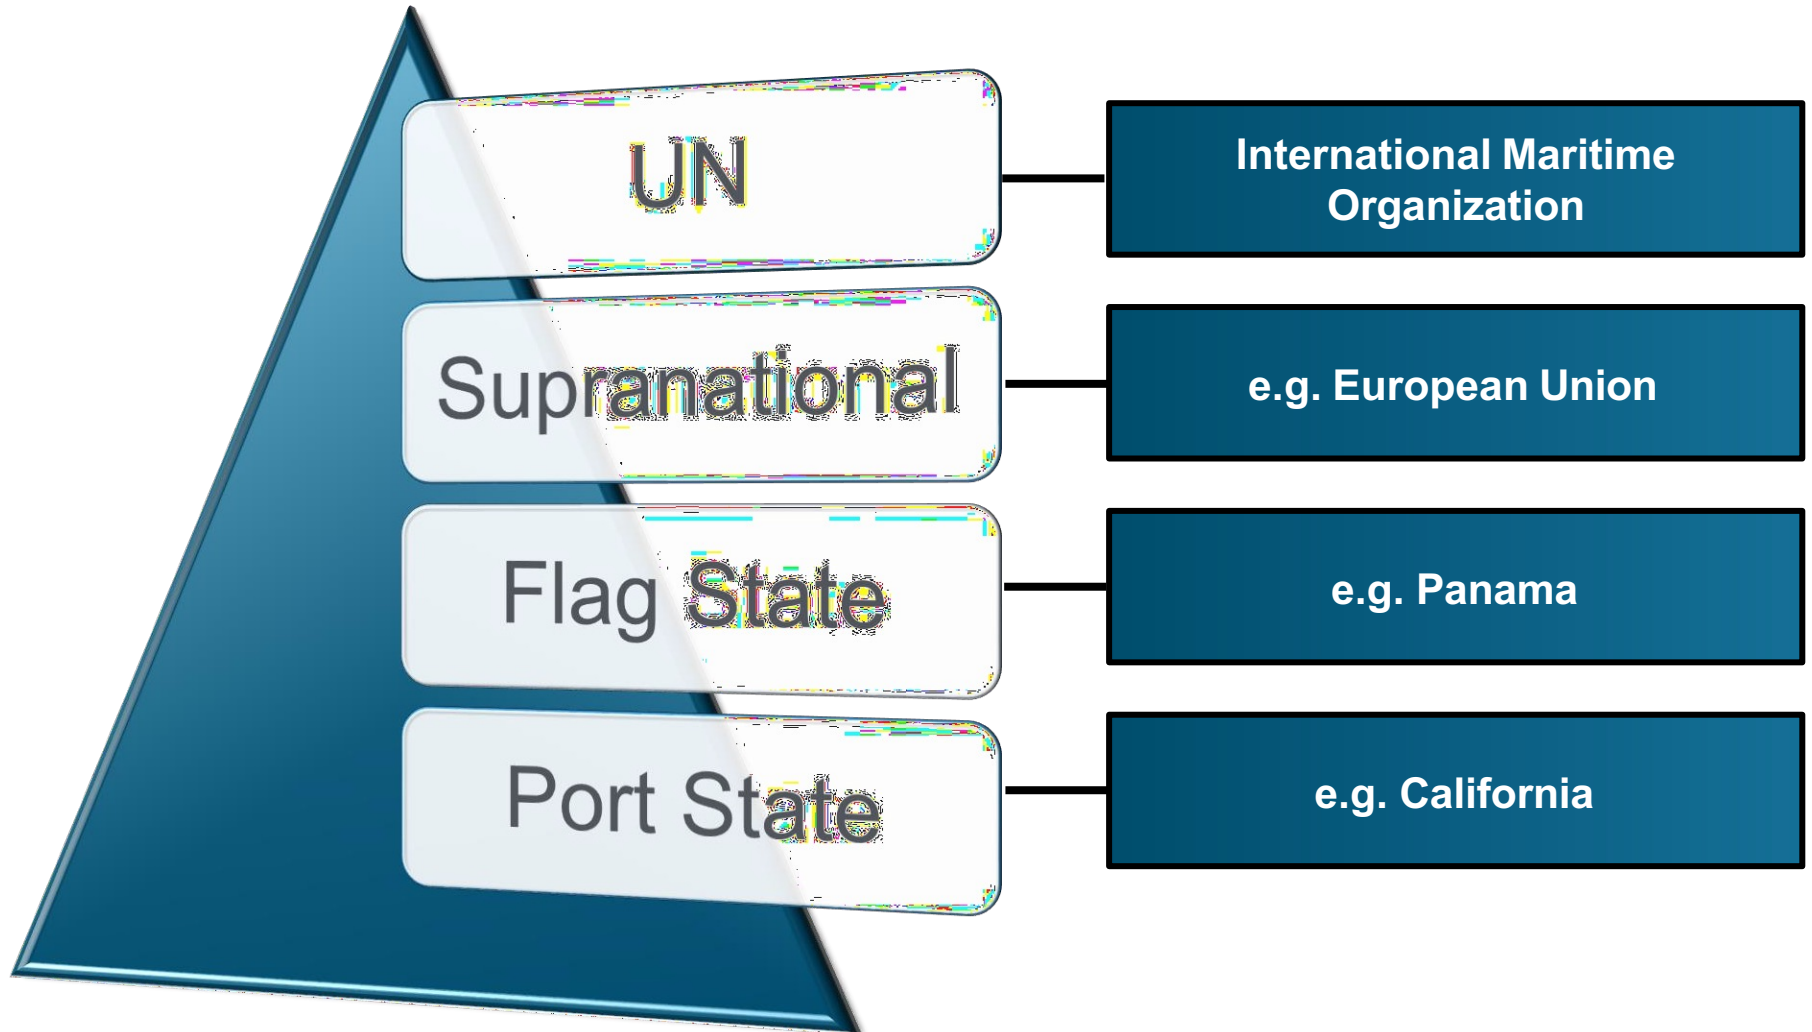 UN
International Maritime
Organization
Supranational
e.g. European Union
Flag State
e.g. Panama
Port State
e.g. California